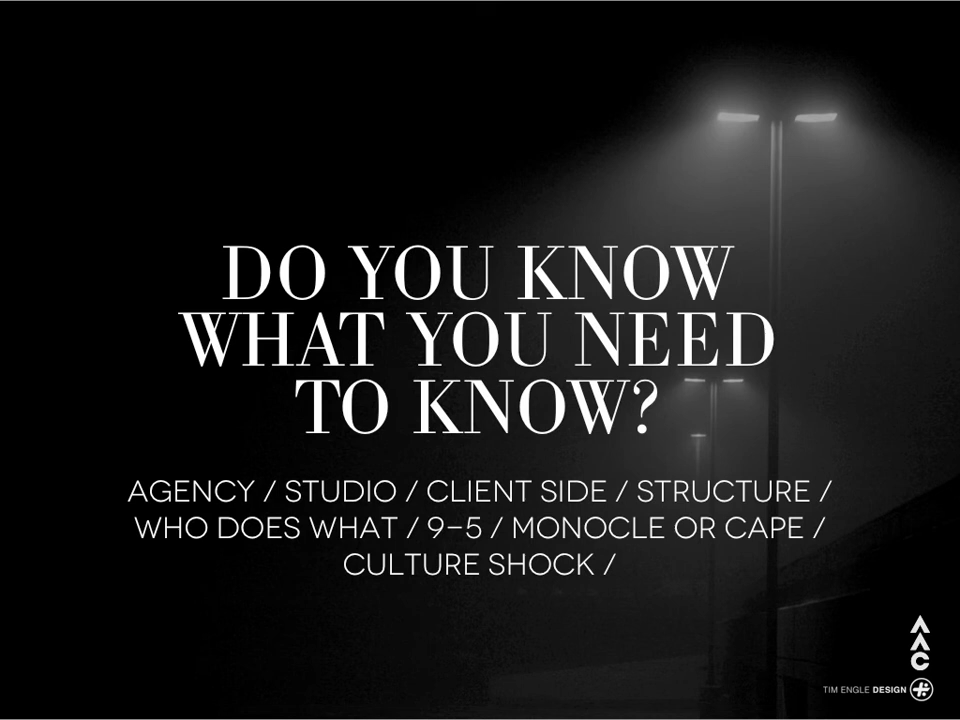 DO YOU KNOW
WHAT YOU NEED
TO KNOW?
AGENCY / STUDIO / CLIENT SIDE / STRUCTURE /
WHO DOES WHAT / 9–5 / MONOCLE OR CAPE /
CULTURE SHOCK /
AAC
TIM ENGLE DESIGN